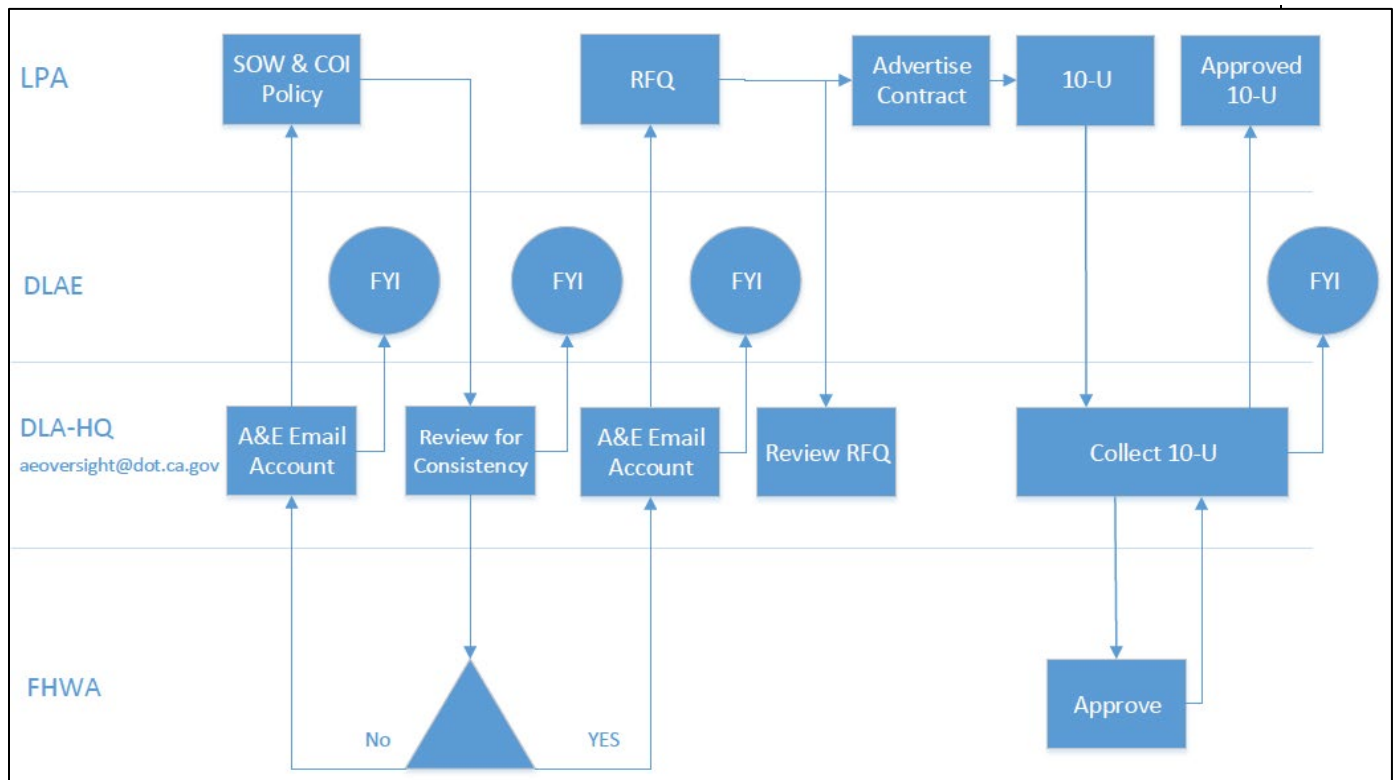 LPA
SOW & COI
Policy
RFQ
Advertise
Contract
10-U
Approved
10-U
DLAE
FYI
FYI
FYI
FYI
DLA-HQ
aeoversight@dot.ca.gov
A&E Email
Account
Review for
Consistency
A&E Email
Account
Review RFQ
Collect 10-U
FHWA
No
YES
Approve